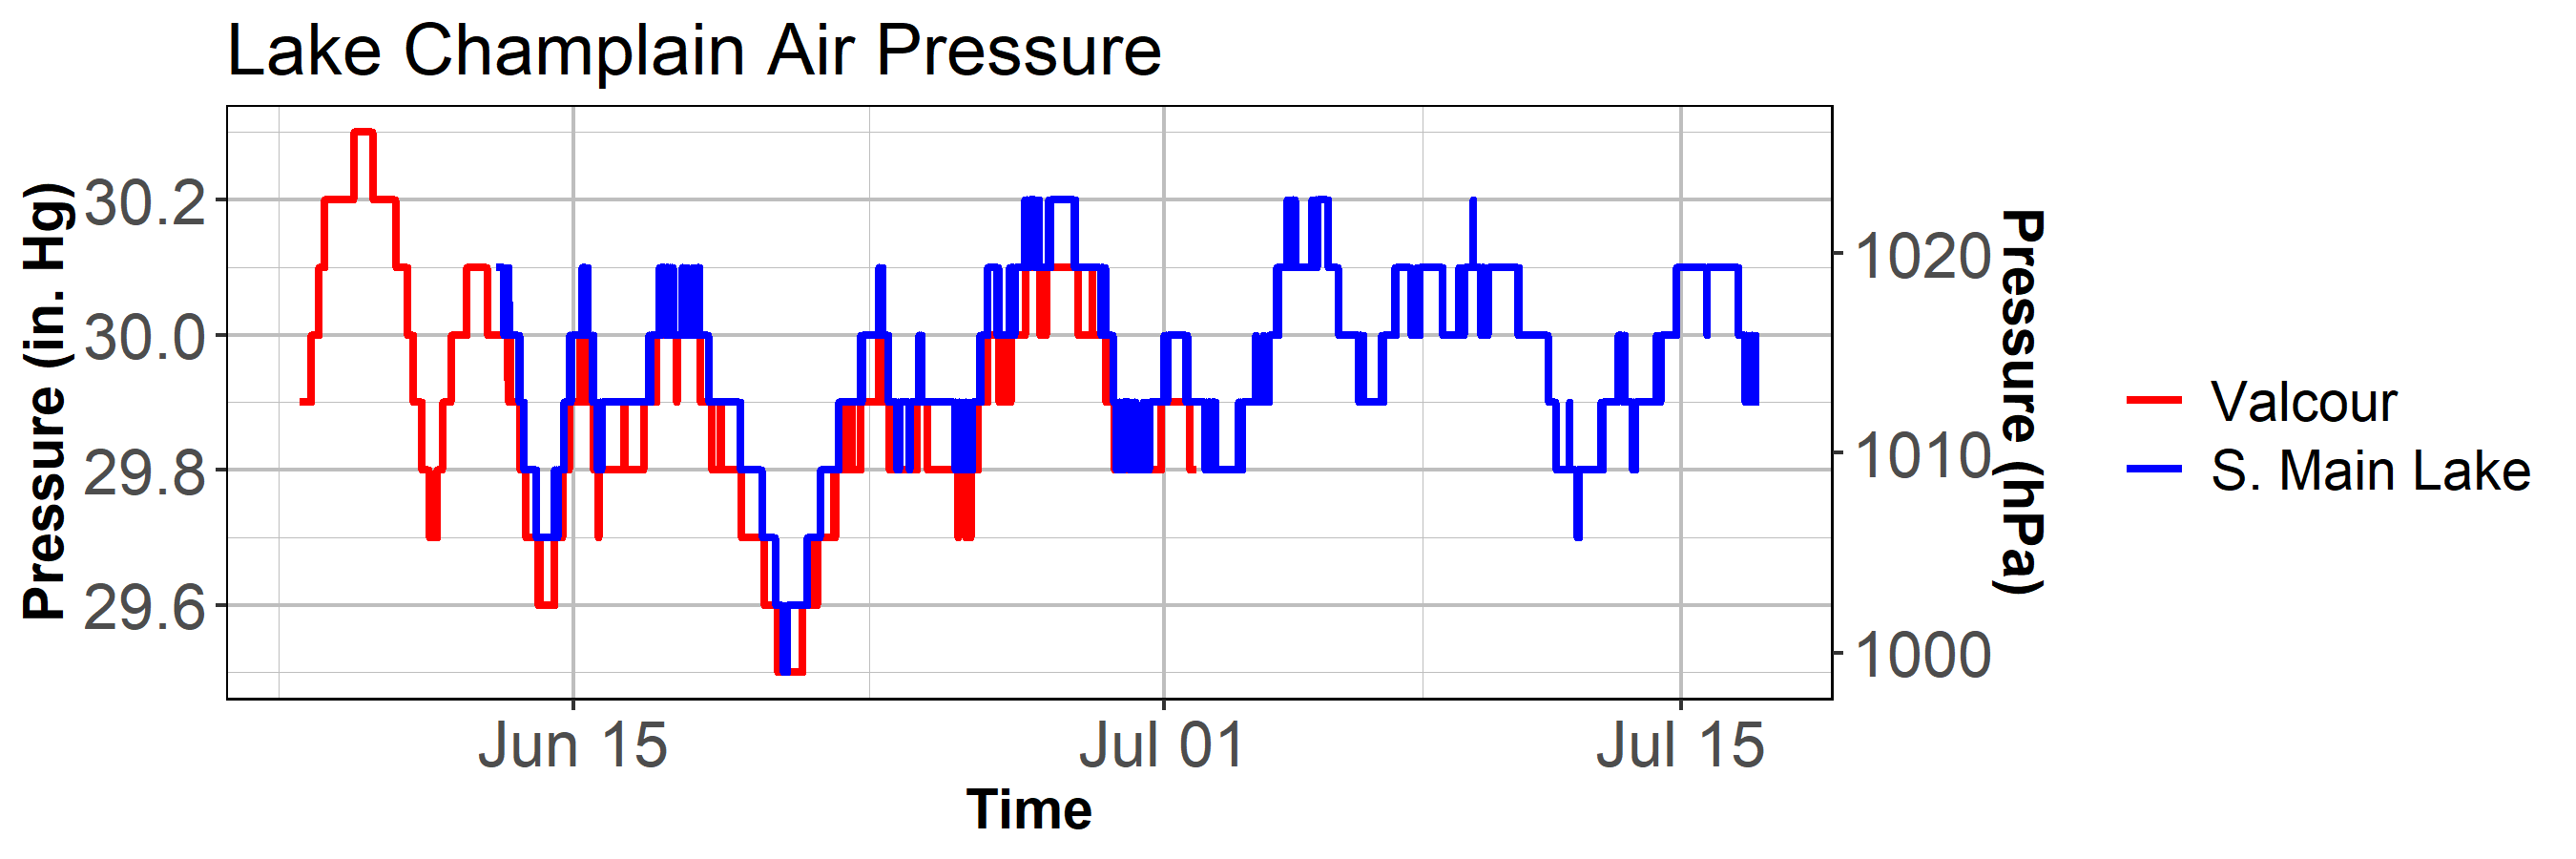 Lake Champlain Air Pressure
Pressure (in. Hg)
30.2
30.0
29.8
29.6
1020
1010
1000
Pressure (hPa)
Jun 15
Jul 01
Jul 15
Time
Valcour
S. Main Lake